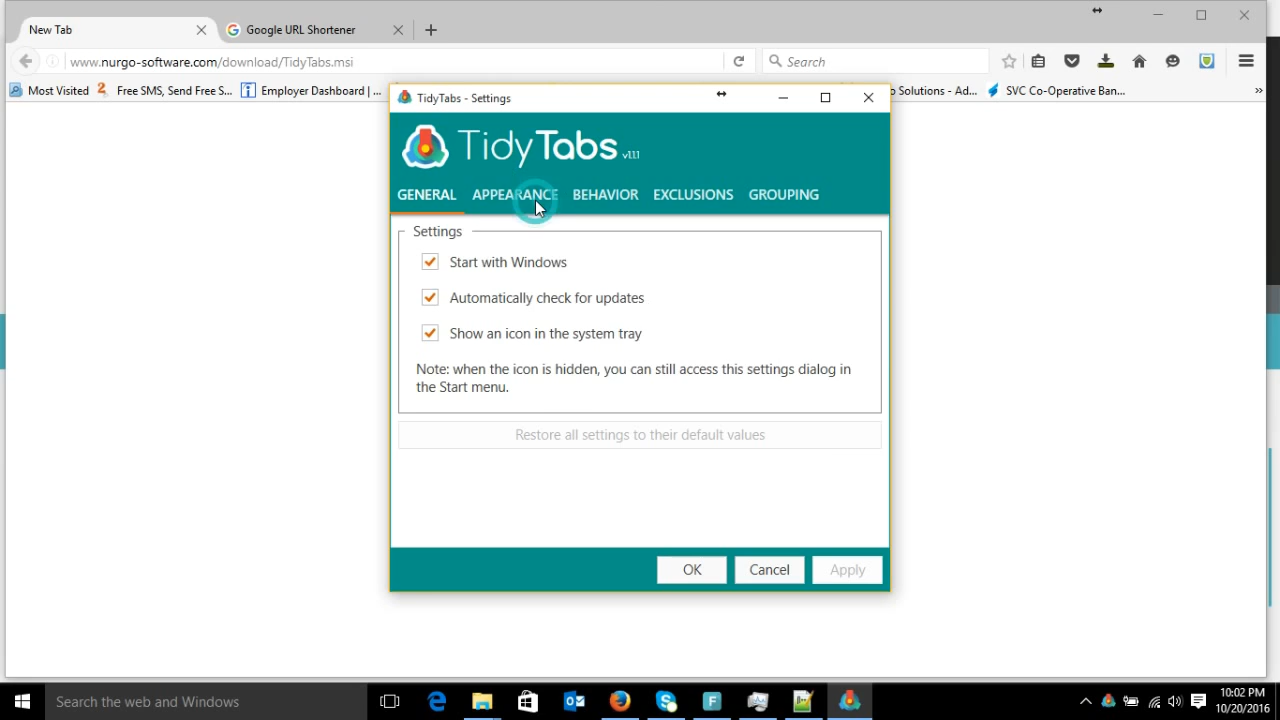 New Tab
Google URL Shortener
www.nurgo-software.com/download/TidyTabs.msi
Search
Most Visited
Free SMS, Send Free S...
Employer Dashboard | ...
o Solutions - Ad...
SVC Co-Operative Ban...
»
TidyTabs - Settings
TidyTabs v1.1.1
GENERAL APPEARANCE BEHAVIOR EXCLUSIONS GROUPING
Settings
Start with Windows
Automatically check for updates
Show an icon in the system tray
Note: when the icon is hidden, you can still access this settings dialog in
the Start menu.
Restore all settings to their default values
OK Cancel Apply
Search the web and Windows
10:02 PM
10/20/2016